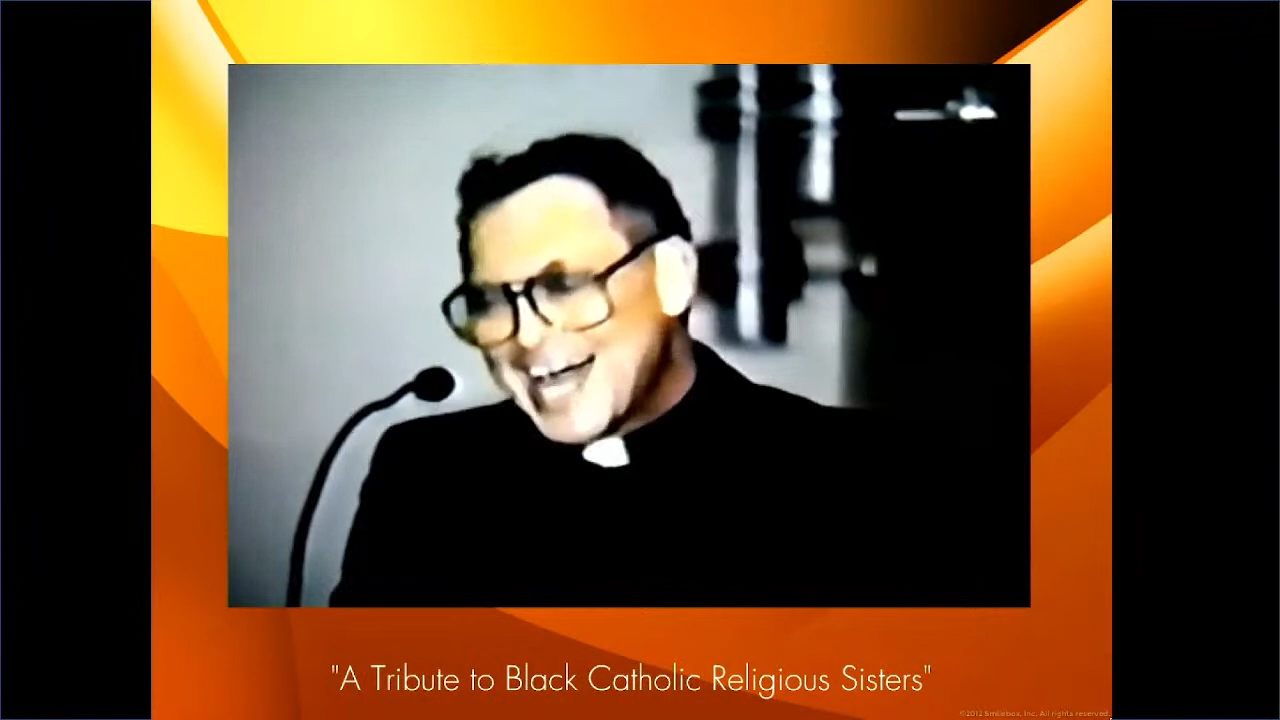 "A Tribute to Black Catholic Religious Sisters"
©2012 Smilebox, Inc. All rights reserved.